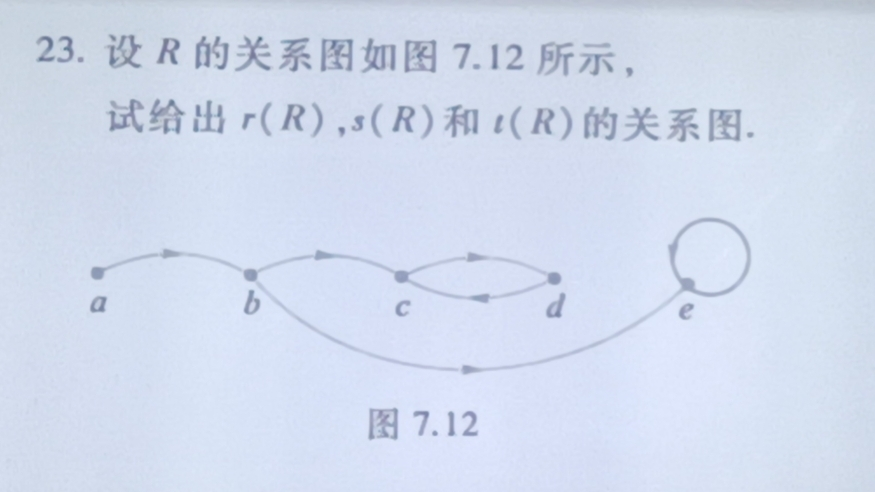 23. 设 R 的关系图如图 7.12 所示，
试给出 r(R),s(R)和 t(R)的关系图.
a b c d e
图 7.12